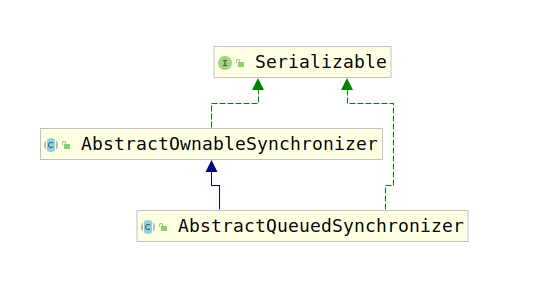 I Serializable
C AbstractOwnableSynchronizer
C AbstractQueuedSynchronizer